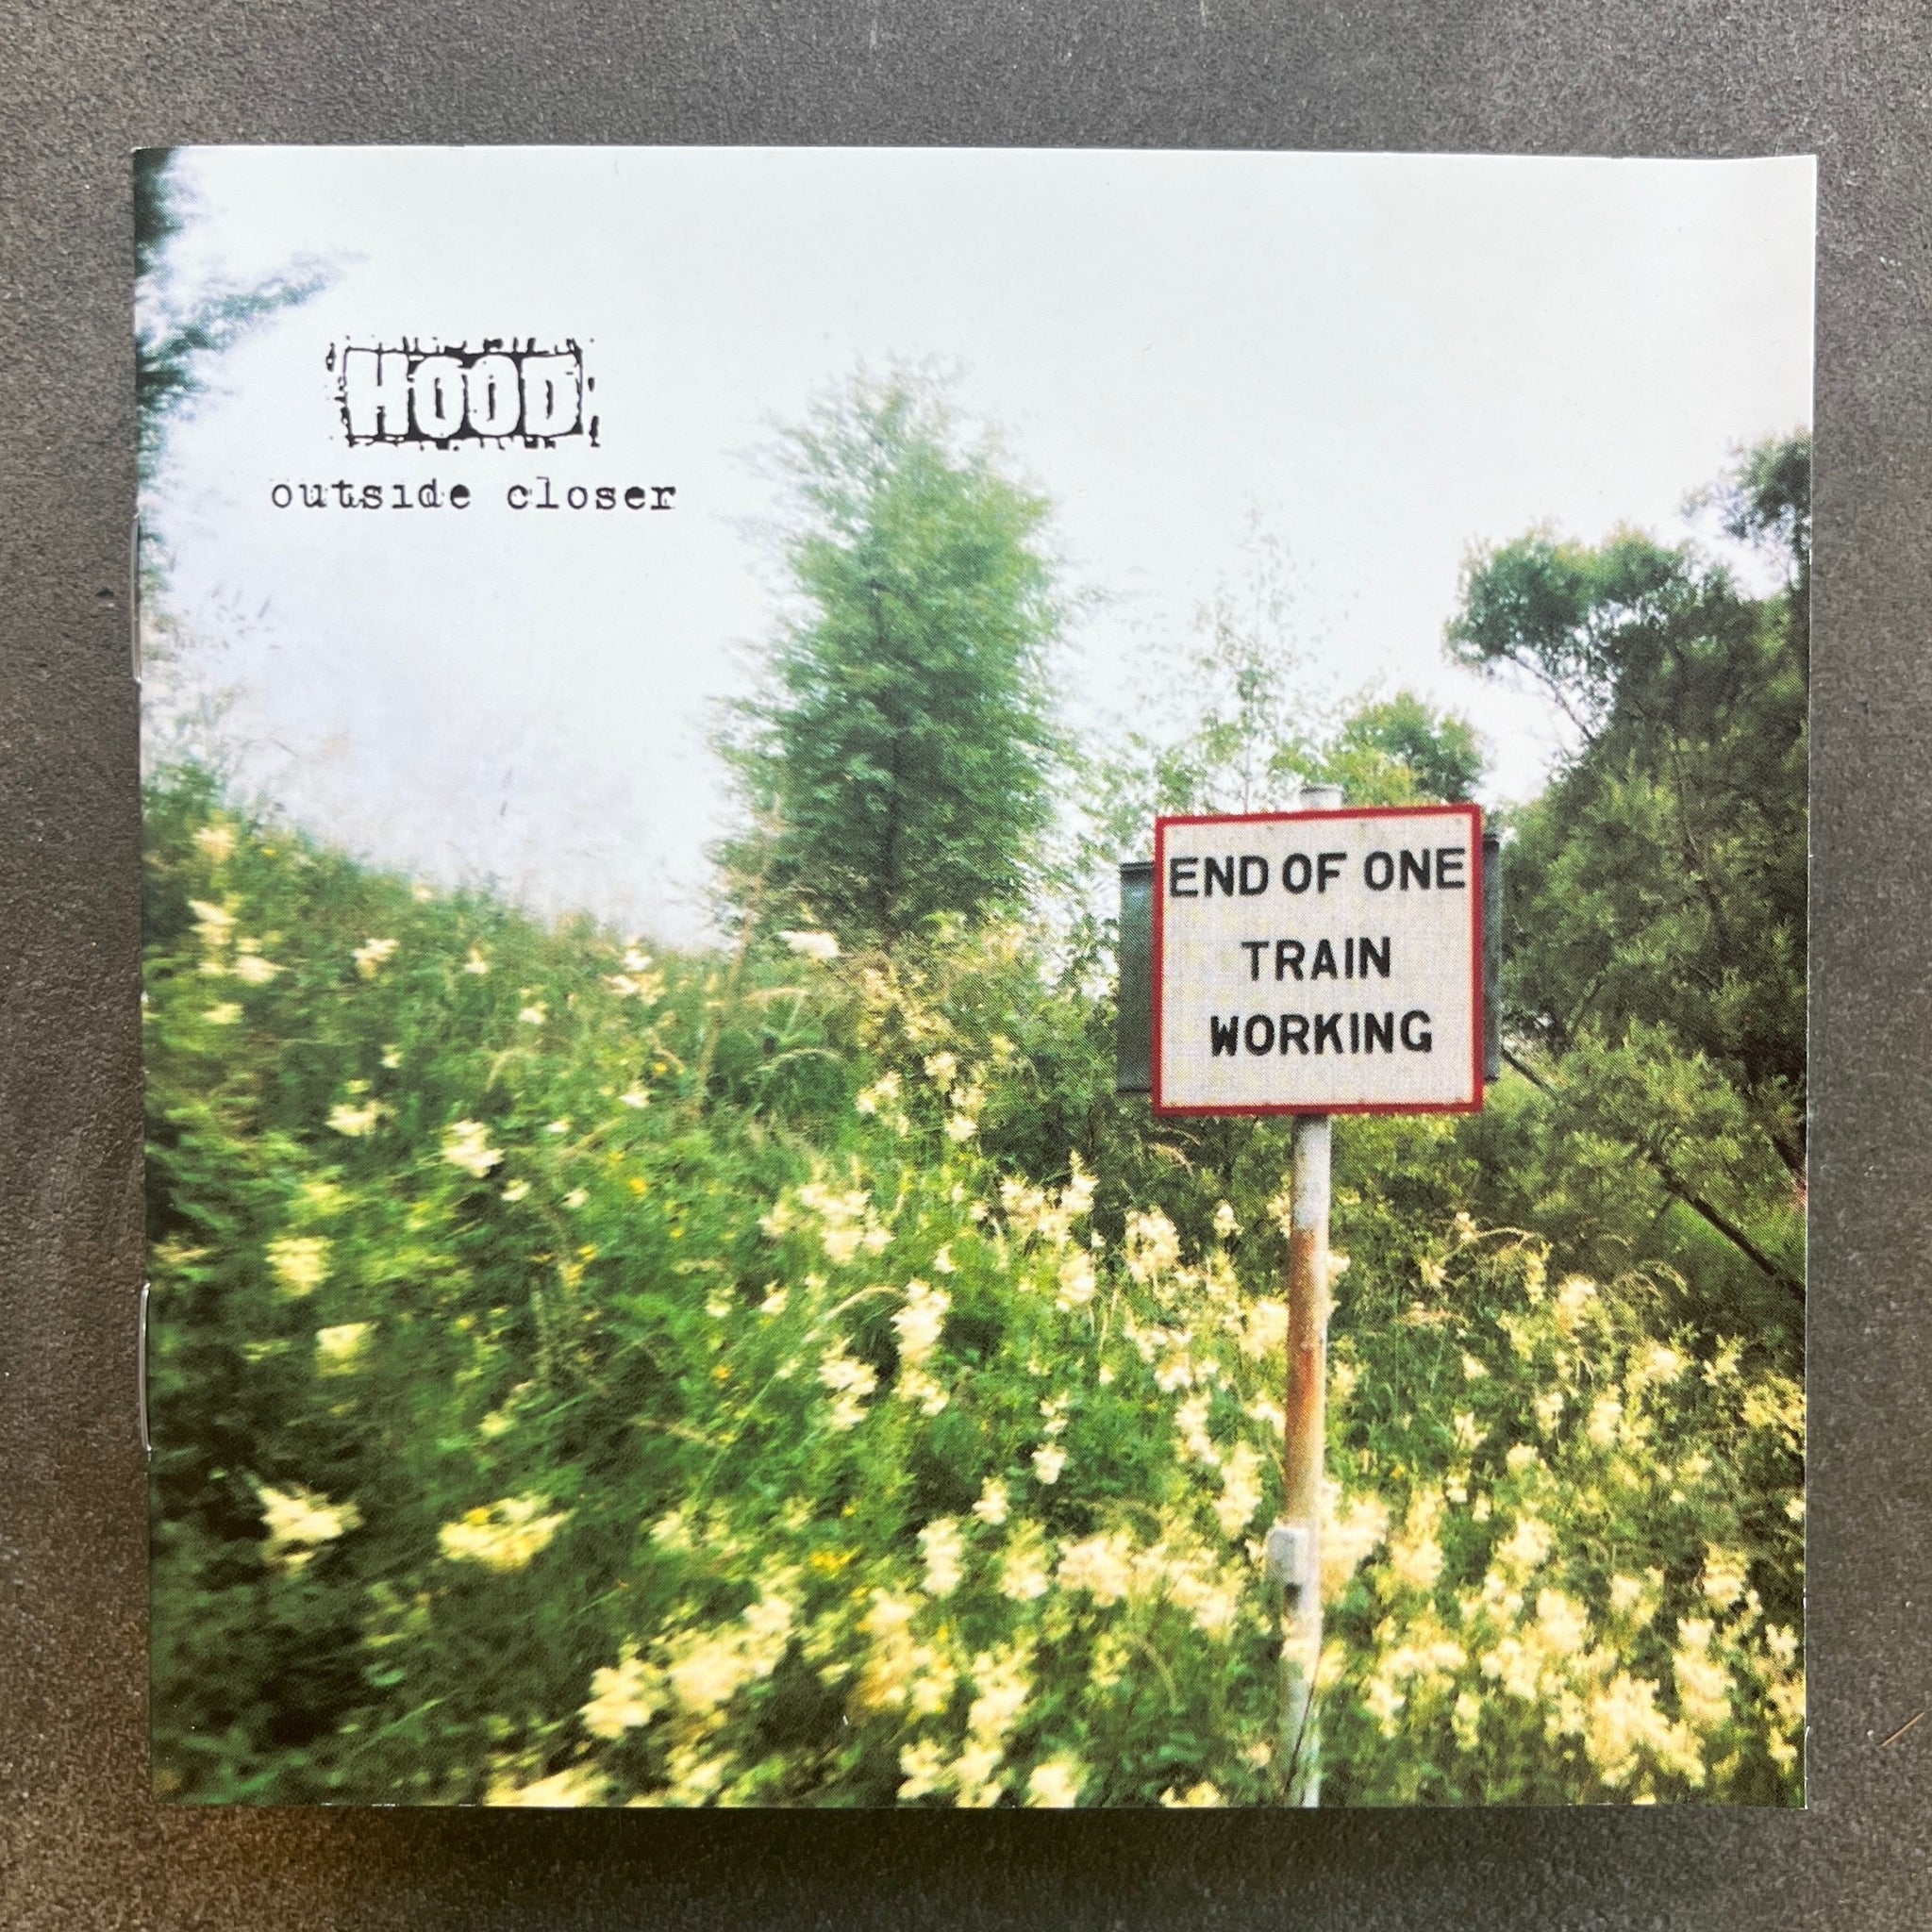 HOOD
outside closer
END OF ONE
TRAIN
WORKING